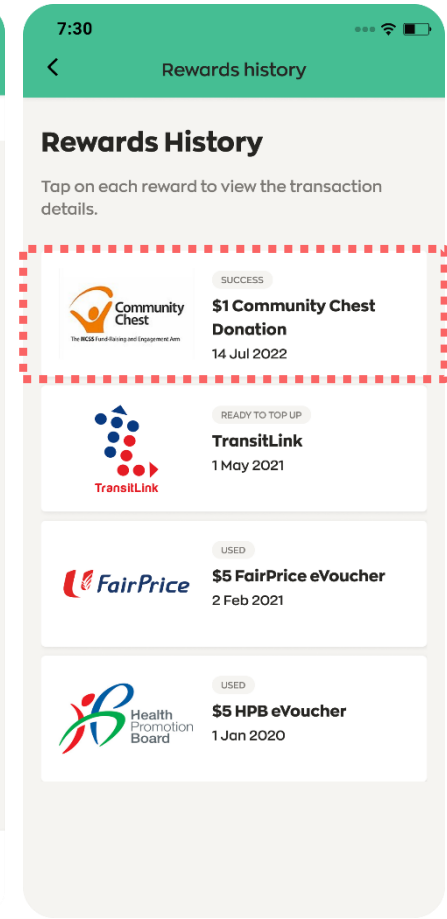 7:30
Rewards history
Rewards History
Tap on each reward to view the transaction
details.
SUCCESS
Community
Chest
The NCSS Fund-Raising and Engagement Arm
$1 Community Chest
Donation
14 Jul 2022
READY TO TOP UP
TransitLink
1 May 2021
TransitLink
USED
FairPrice
$5 FairPrice eVoucher
2 Feb 2021
USED
Health
Promotion
Board
$5 HPB eVoucher
1 Jan 2020